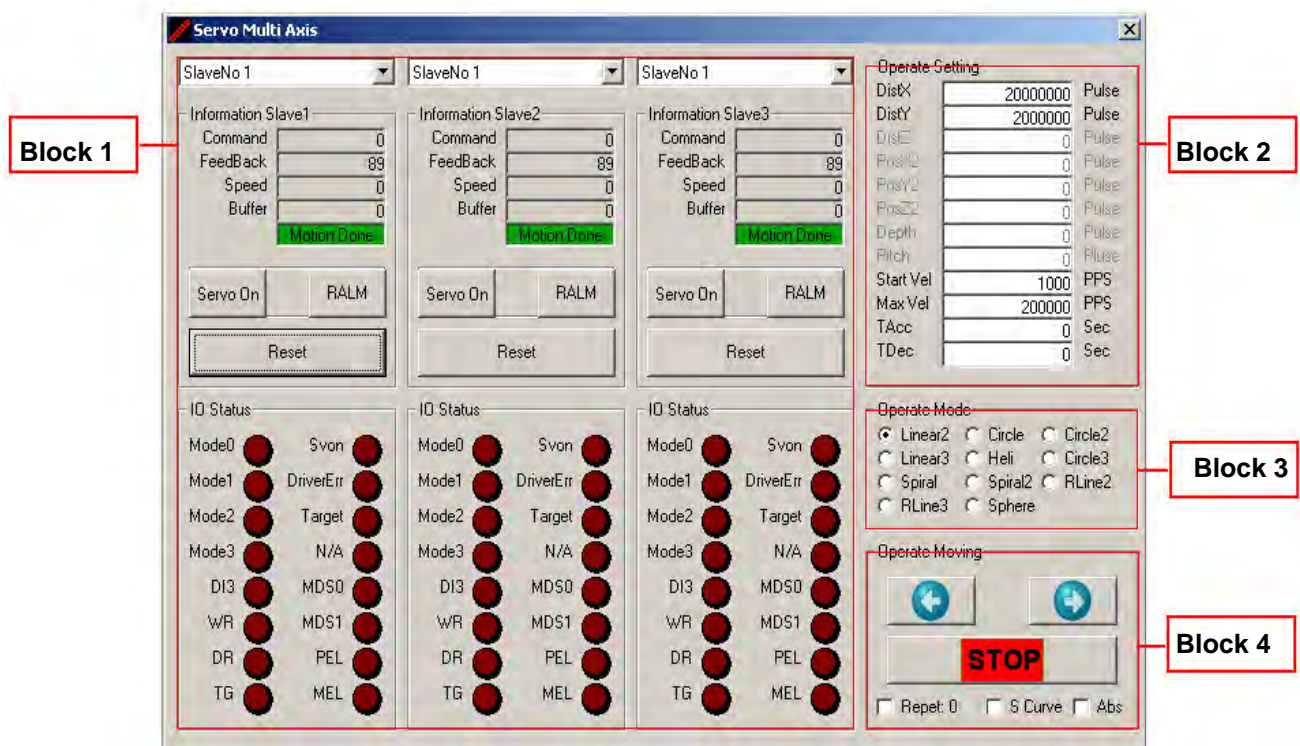 Servo Multi Axis
SlaveNo 1 SlaveNo 1 SlaveNo 1
Block 1
Information Slave1
Command 0
FeedBack 89
Speed 0
Buffer 0
Motion Done
Servo On RALM
Reset
IO Status
Mode0 Svon
Mode1 DriverErr
Mode2 Target
Mode3 N/A
DI3 MDS0
WR MDS1
DR PEL
TG MEL
Information Slave2
Command 0
FeedBack 89
Speed 0
Buffer 0
Motion Done
Servo On RALM
Reset
IO Status
Mode0 Svon
Mode1 DriverErr
Mode2 Target
Mode3 N/A
DI3 MDS0
WR MDS1
DR PEL
TG MEL
Information Slave3
Command 0
FeedBack 89
Speed 0
Buffer 0
Motion Done
Servo On RALM
Reset
IO Status
Mode0 Svon
Mode1 DriverErr
Mode2 Target
Mode3 N/A
DI3 MDS0
WR MDS1
DR PEL
TG MEL
Operate Setting
DistX 20000000 Pulse
DistY 2000000 Pulse
DistZ 0 Pulse
PosX2 0 Pulse
PosY2 0 Pulse
PosZ2 0 Pulse
Depth 0 Pulse
Pitch 0 Pluse
Start Vel 1000 PPS
Max Vel 200000 PPS
TAcc 0 Sec
TDec 0 Sec
Block 2
Operate Mode
Linear2 Circle Circle2
Linear3 Heli Circle3
Spiral Spiral2 RLine2
RLine3 Sphere
Block 3
Operate Moving
STOP
Repet: 0 S Curve Abs
Block 4